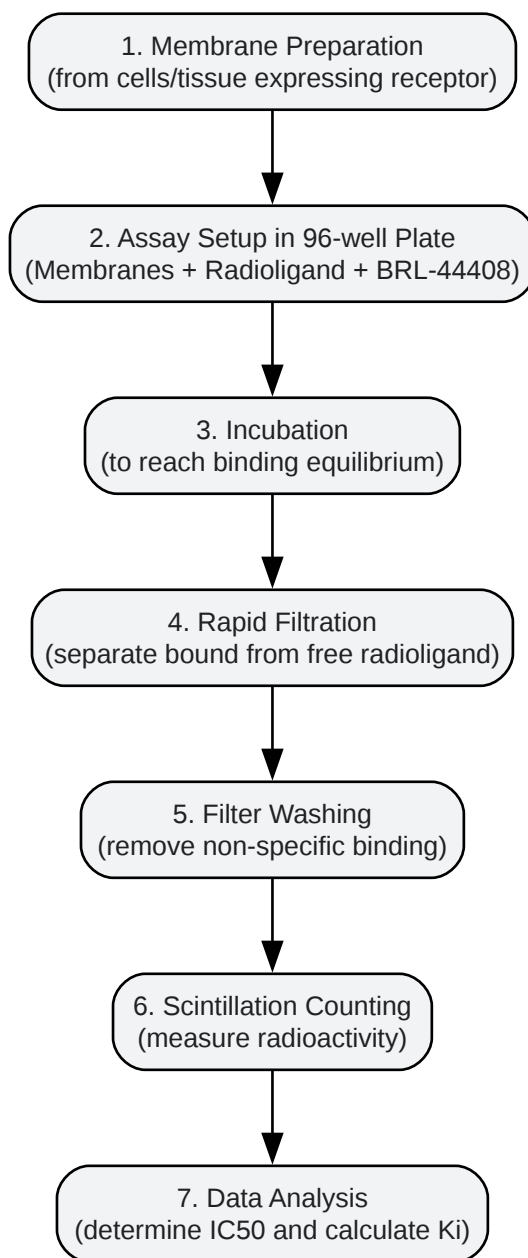 1. Membrane Preparation
(from cells/tissue expressing receptor)
2. Assay Setup in 96-well Plate
(Membranes + Radioligand + BRL-44408)
3. Incubation
(to reach binding equilibrium)
4. Rapid Filtration
(separate bound from free radioligand)
5. Filter Washing
(remove non-specific binding)
6. Scintillation Counting
(measure radioactivity)
7. Data Analysis
(determine IC50 and calculate Ki)